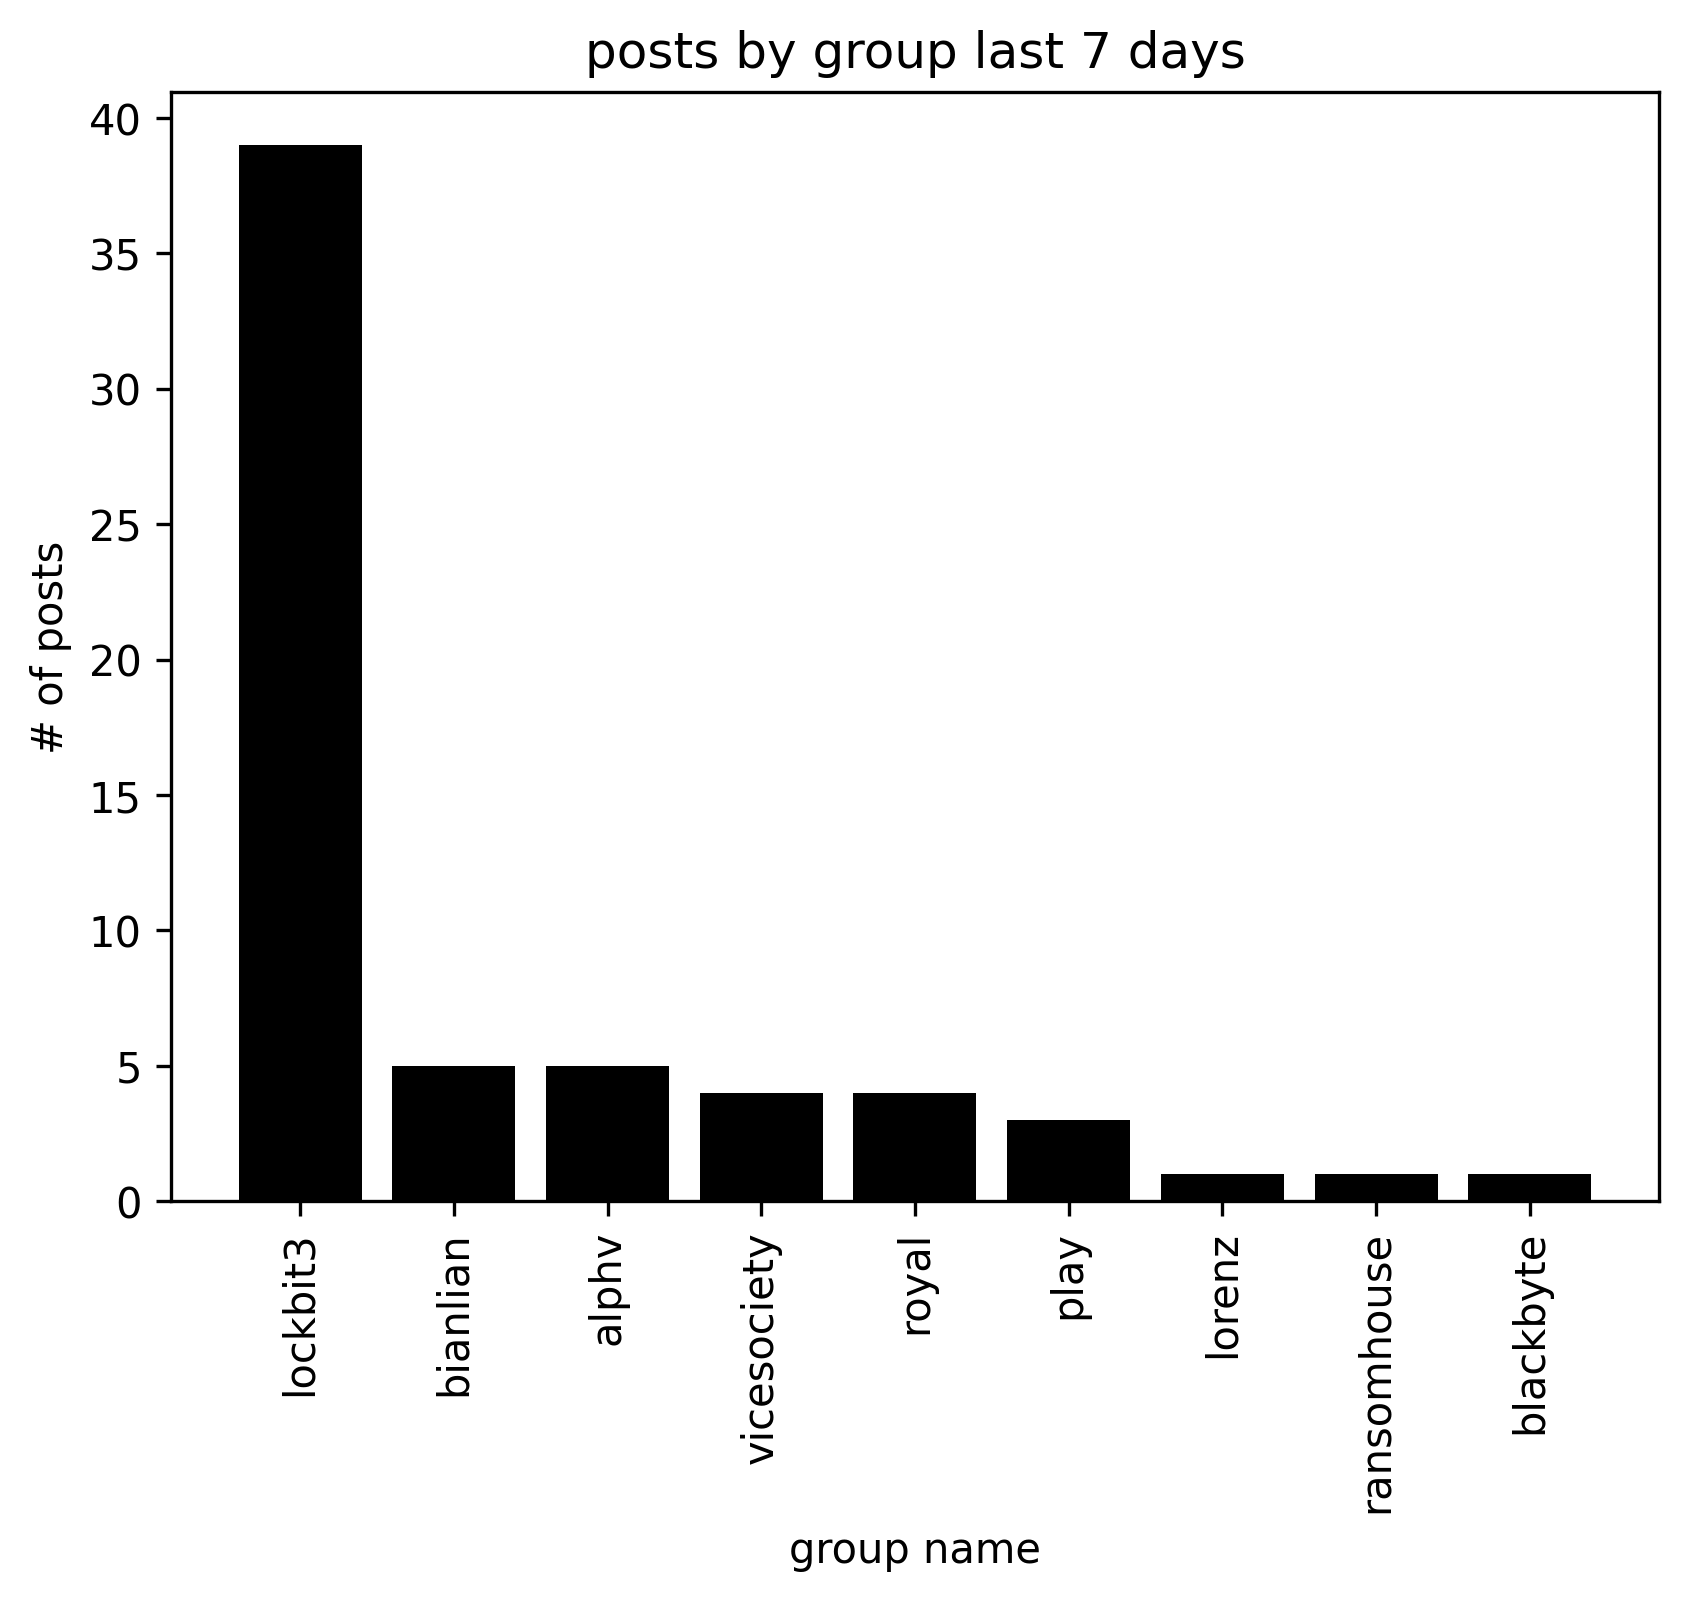 posts by group last 7 days
# of posts
40
35
30
25
20
15
10
5
0
lockbit3
bianlian
alphv
vicesociety
royal
play
lorenz
ransomhouse
blackbyte
group name